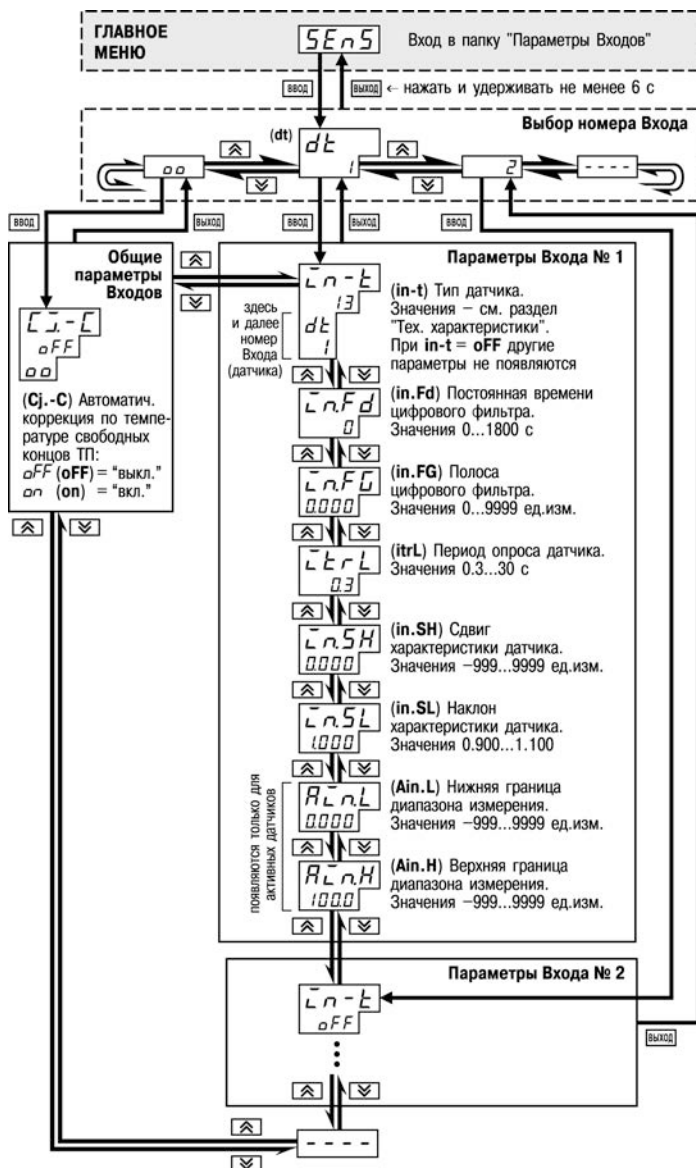 ГЛАВНОЕ
МЕНЮ
SEnS
Вход в папку "Параметры Входов"
ВВОД
ВЫХОД ← нажать и удерживать не менее 6 с
Выбор номера Входа
(dt)
dt
1
oo
2
- - - -
ВВОД
ВЫХОД
ВВОД
ВЫХОД
ВВОД
Общие
параметры
Входов
Cj.-C
oFF
oo
(Cj.-C) Автоматич.
коррекция по темпе-
ратуре свободных
концов ТП:
oFF (oFF) = "выкл."
on (on) = "вкл."
Параметры Входа № 1
in-t
13
dt
1
здесь
и далее
номер
Входа
(датчика)
(in-t) Тип датчика.
Значения – см. раздел
"Тех. характеристики".
При in-t = oFF другие
параметры не появляются
in.Fd
0
(in.Fd) Постоянная времени
цифрового фильтра.
Значения 0...1800 с
in.FG
0.000
(in.FG) Полоса
цифрового фильтра.
Значения 0...9999 ед.изм.
itrL
0.3
(itrL) Период опроса датчика.
Значения 0.3...30 с
in.SH
0.000
(in.SH) Сдвиг
характеристики датчика.
Значения –999...9999 ед.изм.
in.SL
1.000
(in.SL) Наклон
характеристики датчика.
Значения 0.900...1.100
появляются только для
активных датчиков
Ain.L
0.000
(Ain.L) Нижняя граница
диапазона измерения.
Значения –999...9999 ед.изм.
Ain.H
100.0
(Ain.H) Верхняя граница
диапазона измерения.
Значения –999...9999 ед.изм.
Параметры Входа № 2
in-t
oFF
ВЫХОД
- - - -